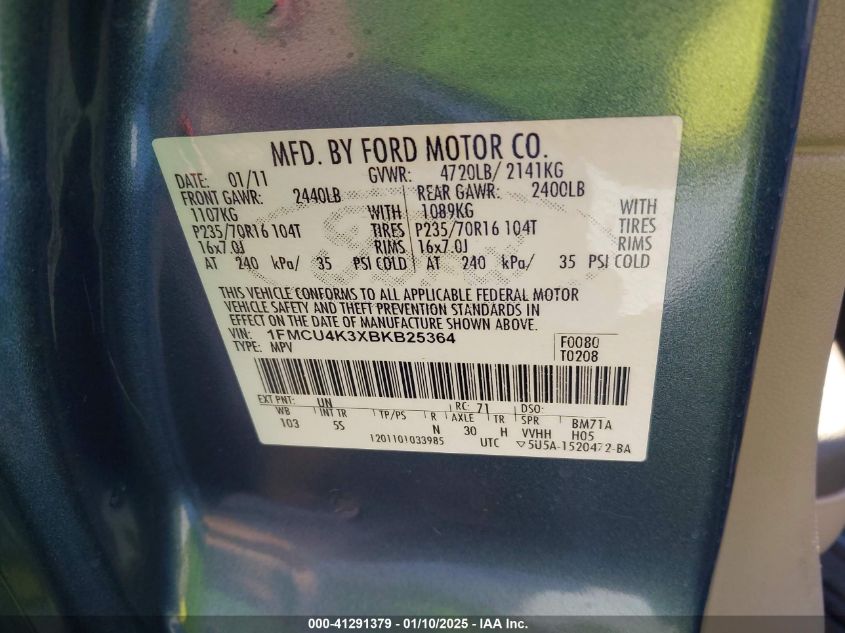 MFD. BY FORD MOTOR CO.
DATE: 01/11 GVWR: 4720LB/ 2141KG
FRONT GAWR: 2440LB REAR GAWR: 2400LB
1107KG WITH 1089KG WITH
P235/70R16 104T TIRES P235/70R16 104T TIRES
16x7.0J RIMS 16x7.0J RIMS
AT 240 kPa/ 35 PSI COLD AT 240 kPa/ 35 PSI COLD
THIS VEHICLE CONFORMS TO ALL APPLICABLE FEDERAL MOTOR
VEHICLE SAFETY AND THEFT PREVENTION STANDARDS IN EFFECT
ON THE DATE OF MANUFACTURE SHOWN ABOVE.
VIN: 1FMCU4K3XBKB25364 F0080
TYPE: MPV T0208
EXT PNT: UN RC: 71 DSO:
WB INT TR TP/PS R AXLE TR SPR BM71A
103 5S N 30 H VVHH H05
1201101033985 UTC ▽5U5A-1520472-BA
000-41291379 - 01/10/2025 - IAA Inc.